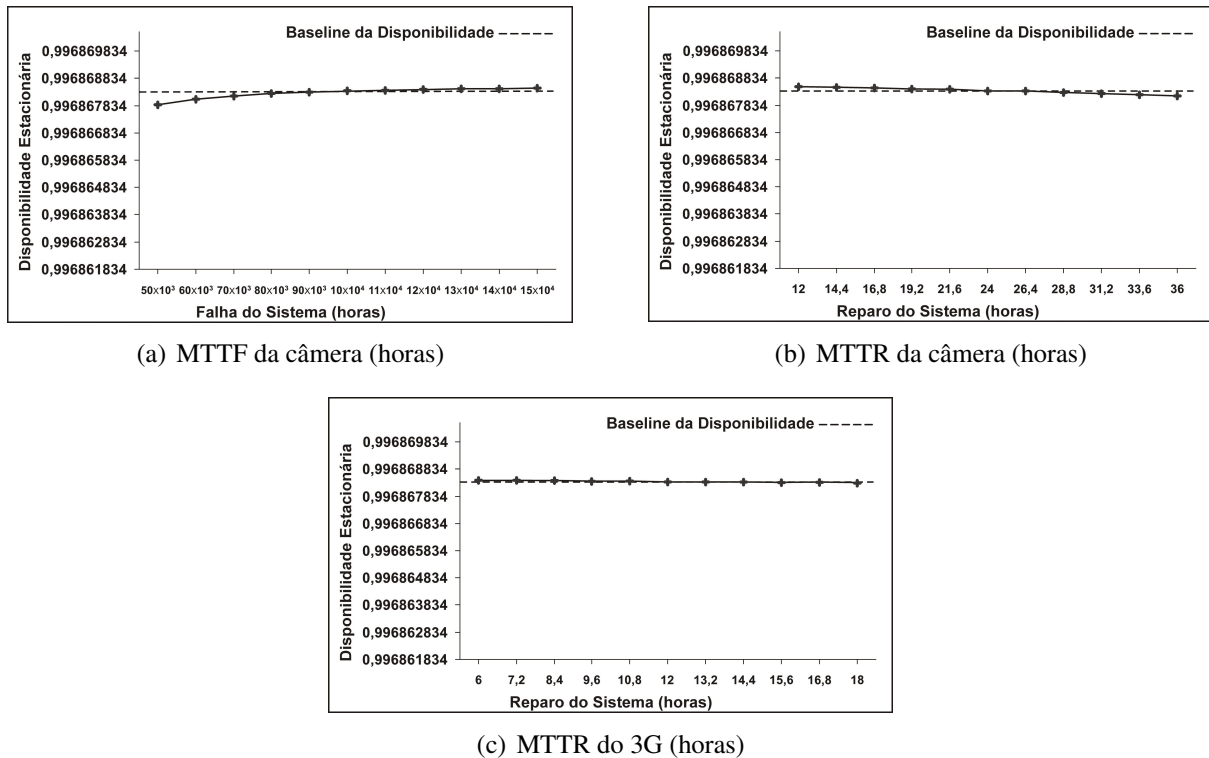 Baseline da Disponibilidade
0,996869834
0,996868834
0,996867834
0,996866834
0,996865834
0,996864834
0,996863834
0,996862834
0,996861834
Disponibilidade Estacionária
50x10³ 60x10³ 70x10³ 80x10³ 90x10³ 10x10⁴ 11x10⁴ 12x10⁴ 13x10⁴ 14x10⁴ 15x10⁴
Falha do Sistema (horas)
(a) MTTF da câmera (horas)
Baseline da Disponibilidade
0,996869834
0,996868834
0,996867834
0,996866834
0,996865834
0,996864834
0,996863834
0,996862834
0,996861834
Disponibilidade Estacionária
12 14,4 16,8 19,2 21,6 24 26,4 28,8 31,2 33,6 36
Reparo do Sistema (horas)
(b) MTTR da câmera (horas)
Baseline da Disponibilidade
0,996869834
0,996868834
0,996867834
0,996866834
0,996865834
0,996864834
0,996863834
0,996862834
0,996861834
Disponibilidade Estacionária
6 7,2 8,4 9,6 10,8 12 13,2 14,4 15,6 16,8 18
Reparo do Sistema (horas)
(c) MTTR do 3G (horas)